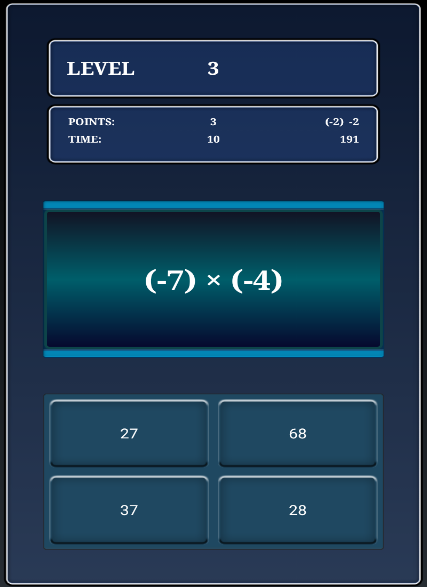 LEVEL 3
POINTS: 3 (-2) -2
TIME: 10 191
(-7) × (-4)
27 68
37 28